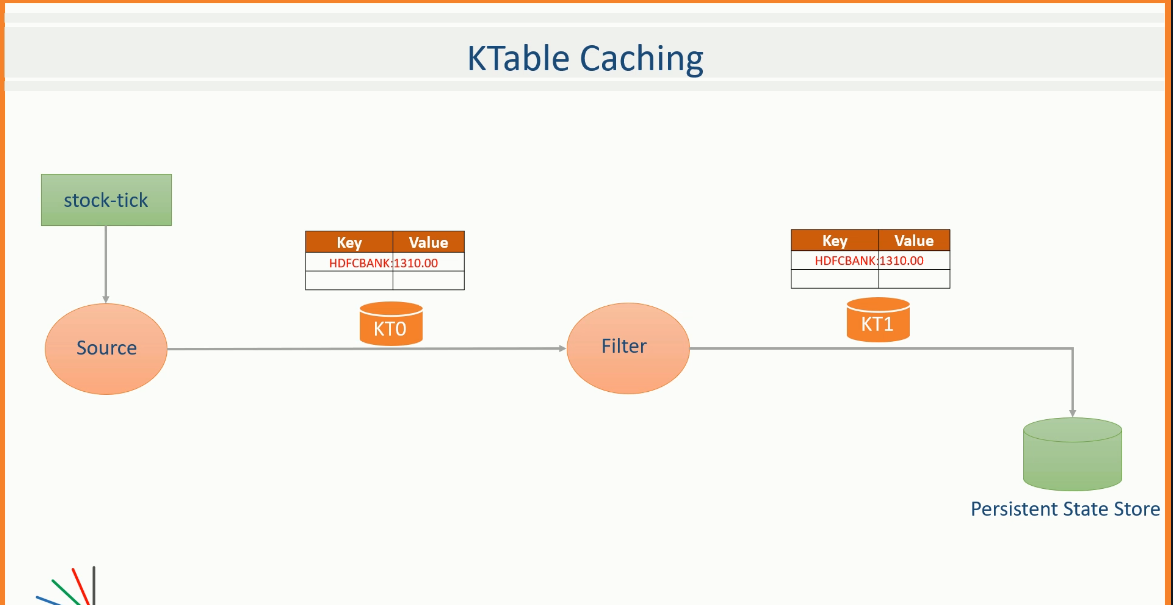 KTable Caching
stock-tick
Key Value
HDFCBANK:1310.00
KT0
Source
Filter
Key Value
HDFCBANK:1310.00
KT1
Persistent State Store